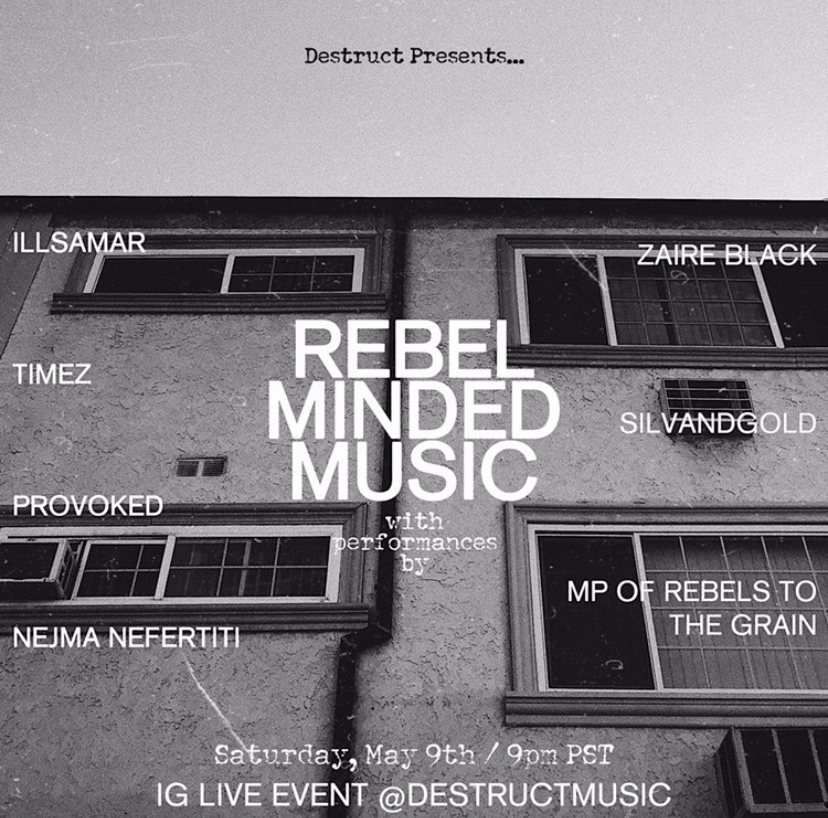 Destruct Presents...
ILLSAMAR
TIMEZ
PROVOKED
NEJMA NEFERTITI
REBEL
MINDED
MUSIC
with
performances
by
ZAIRE BLACK
SILVANDGOLD
MP OF REBELS TO
THE GRAIN
Saturday, May 9th / 9pm PST
IG LIVE EVENT @DESTRUCTMUSIC